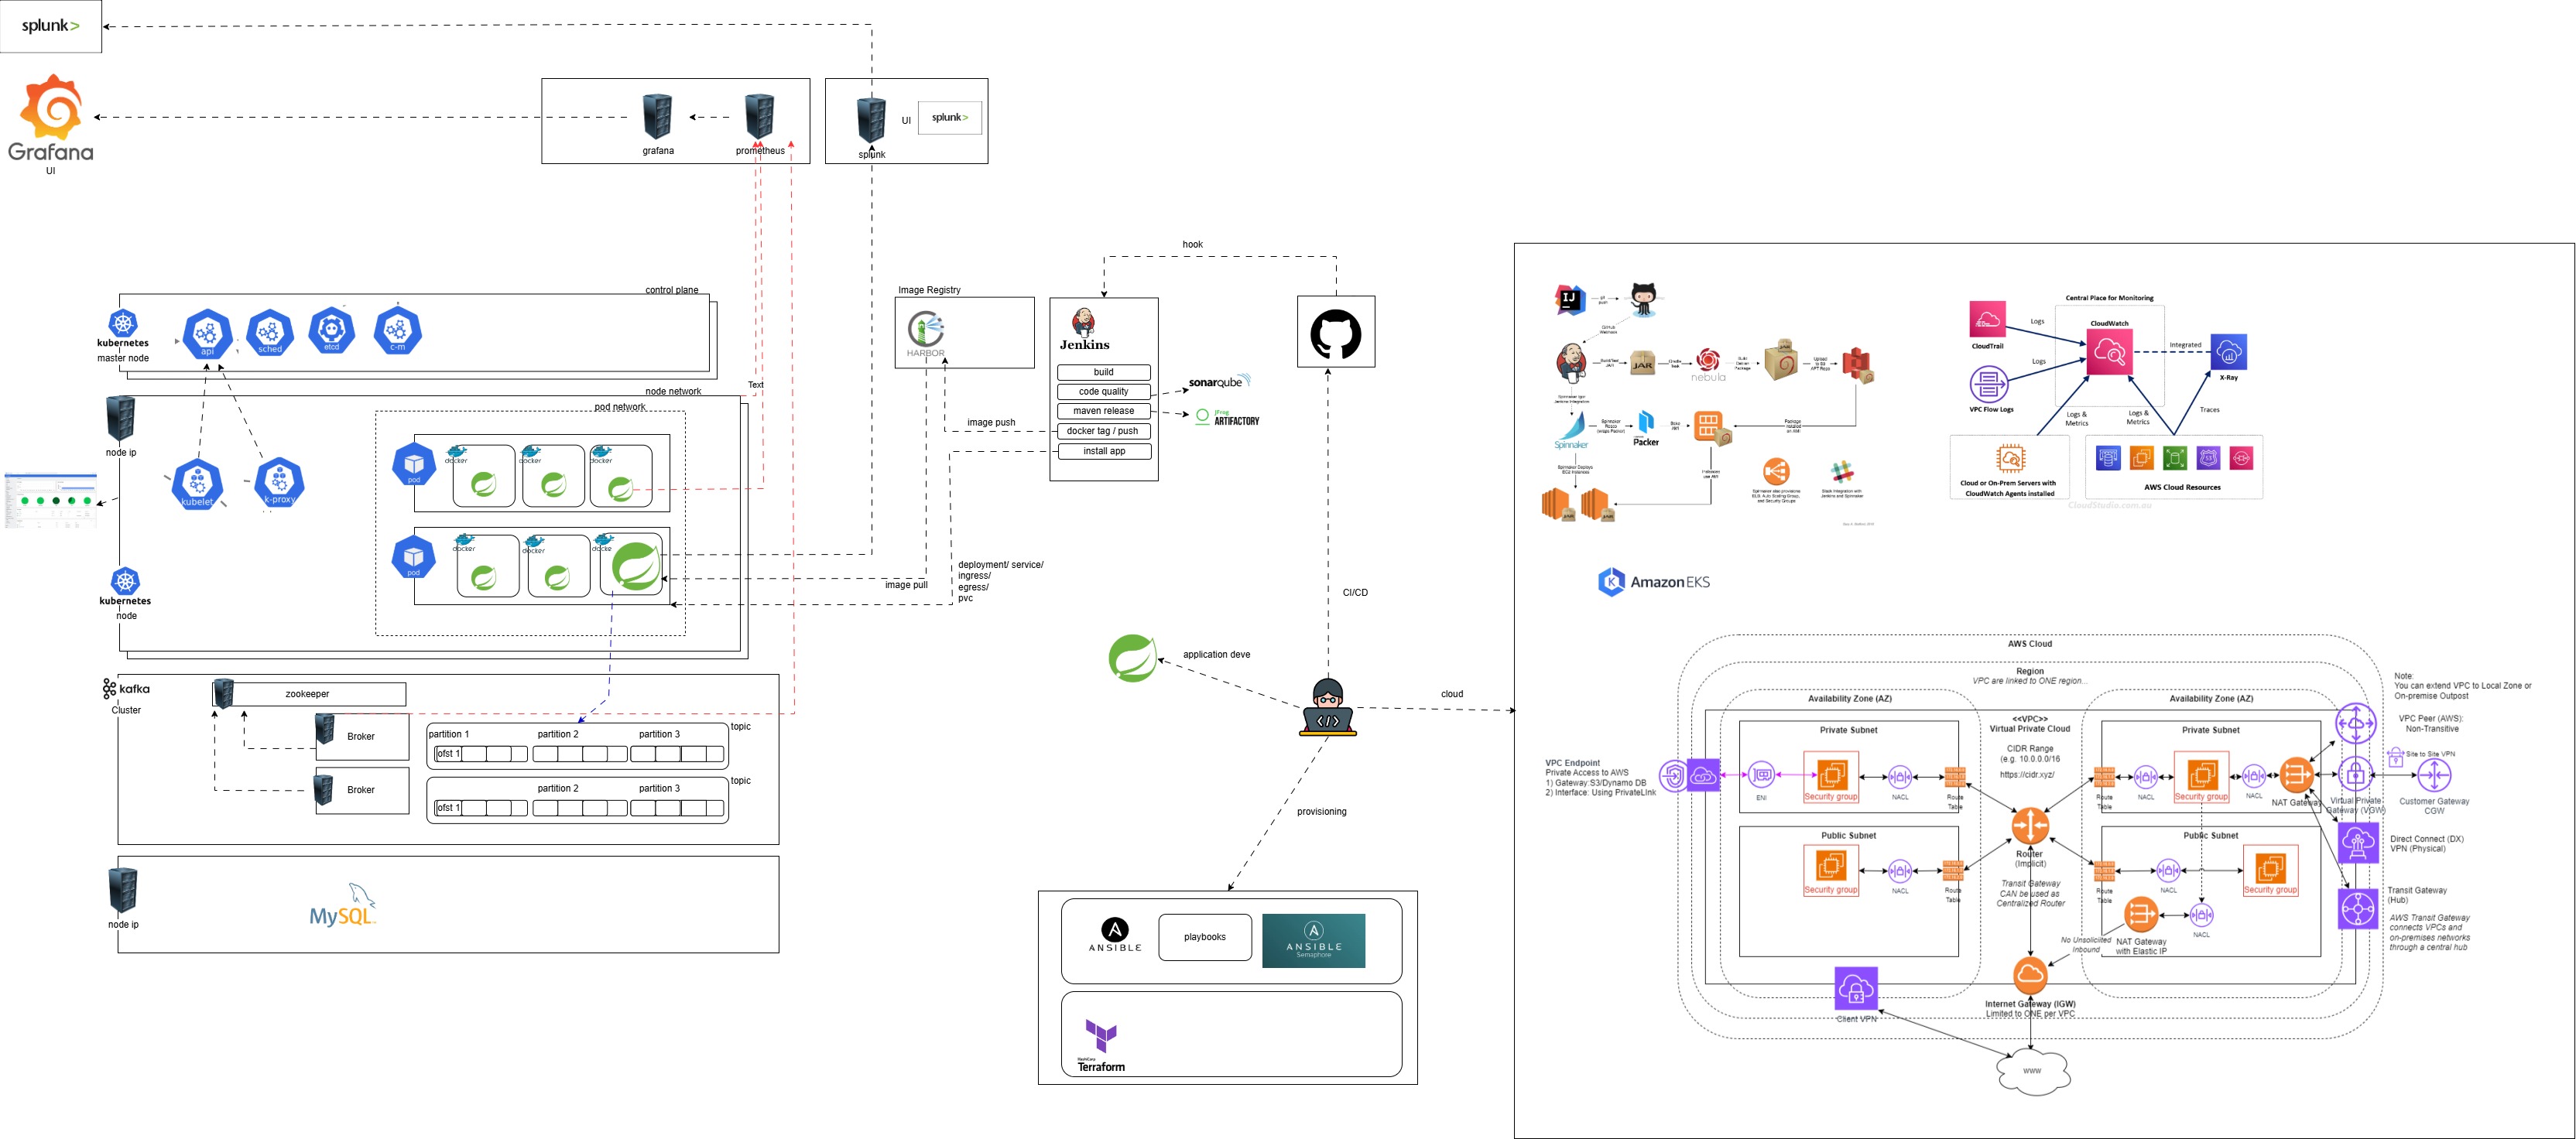 splunk>
Grafana
UI
grafana
prometheus
splunk
UI
splunk>
hook
control plane
kubernetes
master node
api
sched
etcd
c-m
node network
Text
pod network
node ip
kubelet
k-proxy
pod
docker
docker
docker
pod
docker
docker
docke
kubernetes
node
Image Registry
HARBOR
image push
image pull
deployment/ service/
ingress/
egress/
pvc
Jenkins
build
code quality
maven release
docker tag / push
install app
sonarqube
JFrog
ARTIFACTORY
CI/CD
application deve
cloud
provisioning
kafka
Cluster
zookeeper
Broker
Broker
topic
partition 1
partition 2
partition 3
ofst 1
topic
partition 2
partition 3
ofst 1
node ip
MySQL
ANSIBLE
playbooks
ANSIBLE
Semaphore
HashiCorp
Terraform
IJ
JAR
nebula
Spinnaker
Packer
Central Place for Monitoring
CloudTrail
Logs
CloudWatch
Integrated
X-Ray
Logs
VPC Flow Logs
Logs &
Metrics
Logs &
Metrics
Traces
Cloud or On-Prem Servers with
CloudWatch Agents installed
AWS Cloud Resources
CloudStudio.com.au
Amazon EKS
AWS Cloud
Region
VPC are linked to ONE region...
Availability Zone (AZ)
Availability Zone (AZ)
<<VPC>>
Virtual Private Cloud
CIDR Range
(e.g. 10.0.0.0/16
https://cidr.xyz/
Private Subnet
Security group
ENI
NACL
Route
Table
Private Subnet
Route
Table
NACL
Security group
NACL
NAT Gateway
VPC Endpoint
Private Access to AWS
1) Gateway:S3/Dynamo DB
2) Interface: Using PrivateLink
Note:
You can extend VPC to Local Zone or
On-premise Outpost
VPC Peer (AWS):
Non-Transitive
Site to Site VPN
Virtual Private
Gateway (VGW)
Customer Gateway
CGW
Public Subnet
Security group
NACL
Route
Table
Router
(Implicit)
Transit Gateway
CAN be used as
Centralized Router
Public Subnet
Route
Table
NACL
Security group
NACL
NAT Gateway
with Elastic IP
No Unsolicited
Inbound
Direct Connect (DX)
VPN (Physical)
Transit Gateway
(Hub)
AWS Transit Gateway
connects VPCs and
on-premises networks
through a central hub
Client VPN
Internet Gateway (IGW)
Limited to ONE per VPC
www